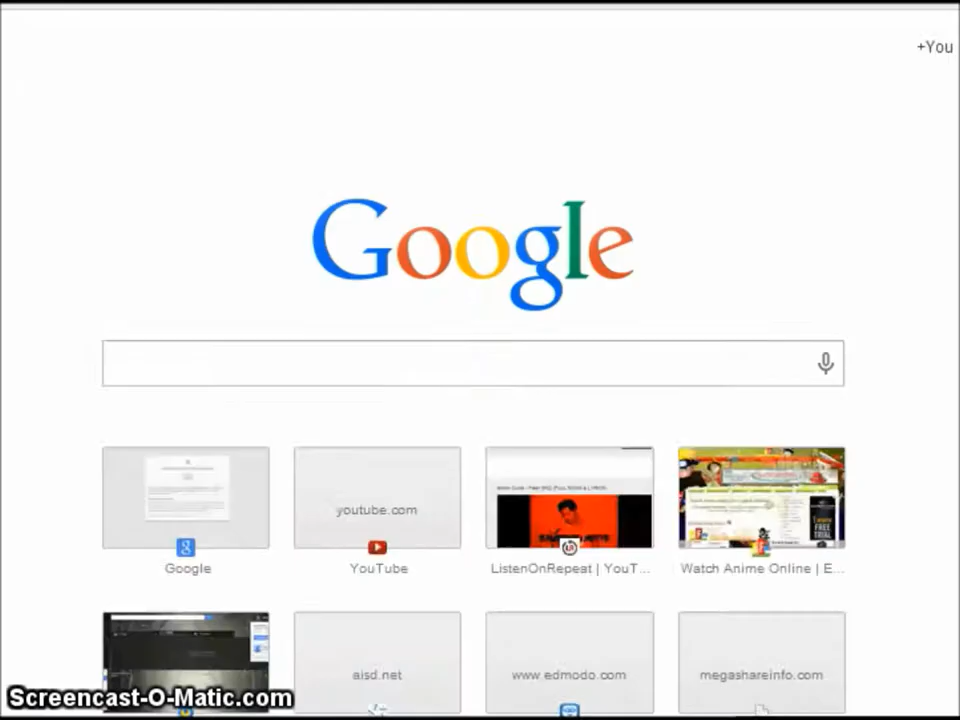 +You
Google
youtube.com
Google
YouTube
ListenOnRepeat | YouT...
Watch Anime Online | E...
aisd.net
www.edmodo.com
megashareinfo.com
Screencast-O-Matic.com